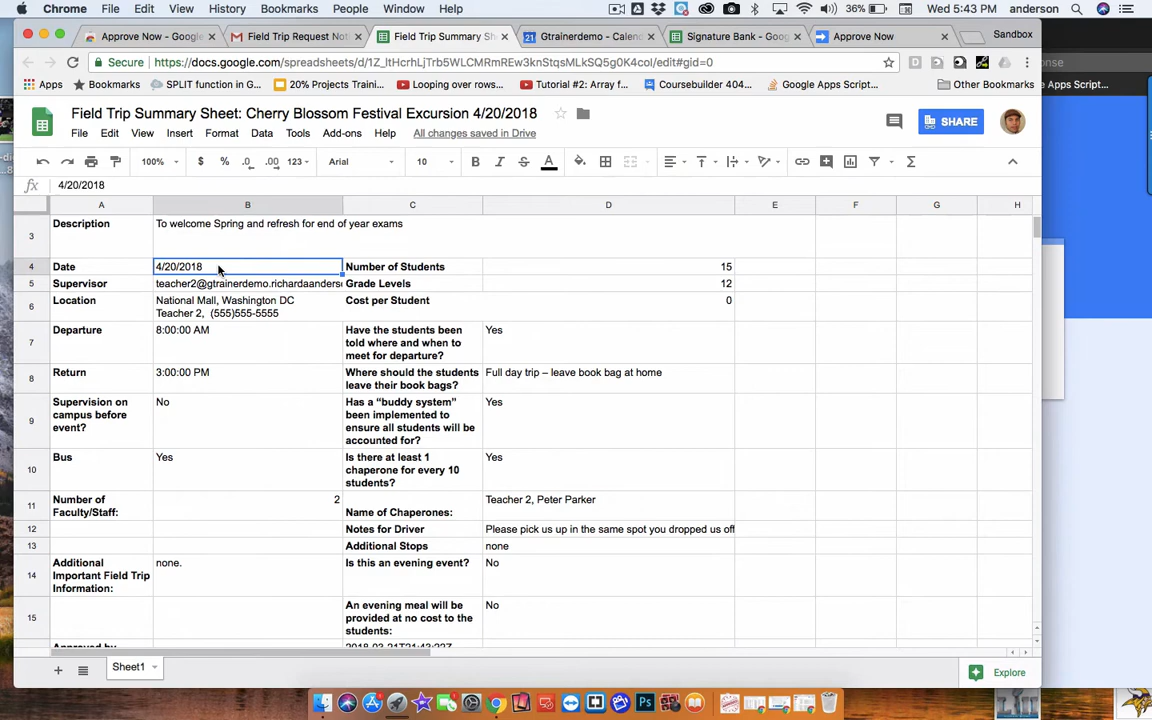 Chrome File Edit View History Bookmarks People Window Help 36% Wed 5:43 PM anderson
Approve Now - Google Field Trip Request Not Field Trip Summary Sh Gtrainerdemo - Calend Signature Bank - Goog Approve Now Sandbox
Secure https://docs.google.com/spreadsheets/d/1Z_ltHcrhLjTrb5WLCMRmREw3knStqsMLkSQ5g0K4coI/edit#gid=0
Apps Bookmarks SPLIT function in G... 20% Projects Traini... Looping over rows... Tutorial #2: Array f... Coursebuilder 404... Google Apps Script... Other Bookmarks
Field Trip Summary Sheet: Cherry Blossom Festival Excursion 4/20/2018
File Edit View Insert Format Data Tools Add-ons Help All changes saved in Drive
SHARE
100% $ % .0 .00 123 Arial 10 B I S A
fx 4/20/2018
A B C D E F G H
3 Description To welcome Spring and refresh for end of year exams
4 Date 4/20/2018 Number of Students 15
5 Supervisor teacher2@gtrainerdemo.richardaanders Grade Levels 12
6 Location National Mall, Washington DC Cost per Student 0
Teacher 2, (555)555-5555
7 Departure 8:00:00 AM Have the students been
told where and when to
meet for departure? Yes
8 Return 3:00:00 PM Where should the students
leave their book bags? Full day trip – leave book bag at home
9 Supervision on
campus before
event? No Has a “buddy system”
been implemented to
ensure all students will be
accounted for? Yes
10 Bus Yes Is there at least 1
chaperone for every 10
students? Yes
11 Number of
Faculty/Staff: 2 Name of Chaperones: Teacher 2, Peter Parker
12 Notes for Driver Please pick us up in the same spot you dropped us off
13 Additional Stops none
14 Additional
Important Field Trip
Information: none. Is this an evening event? No
15 An evening meal will be
provided at no cost to the
students: No
Approved by
Sheet1 Explore